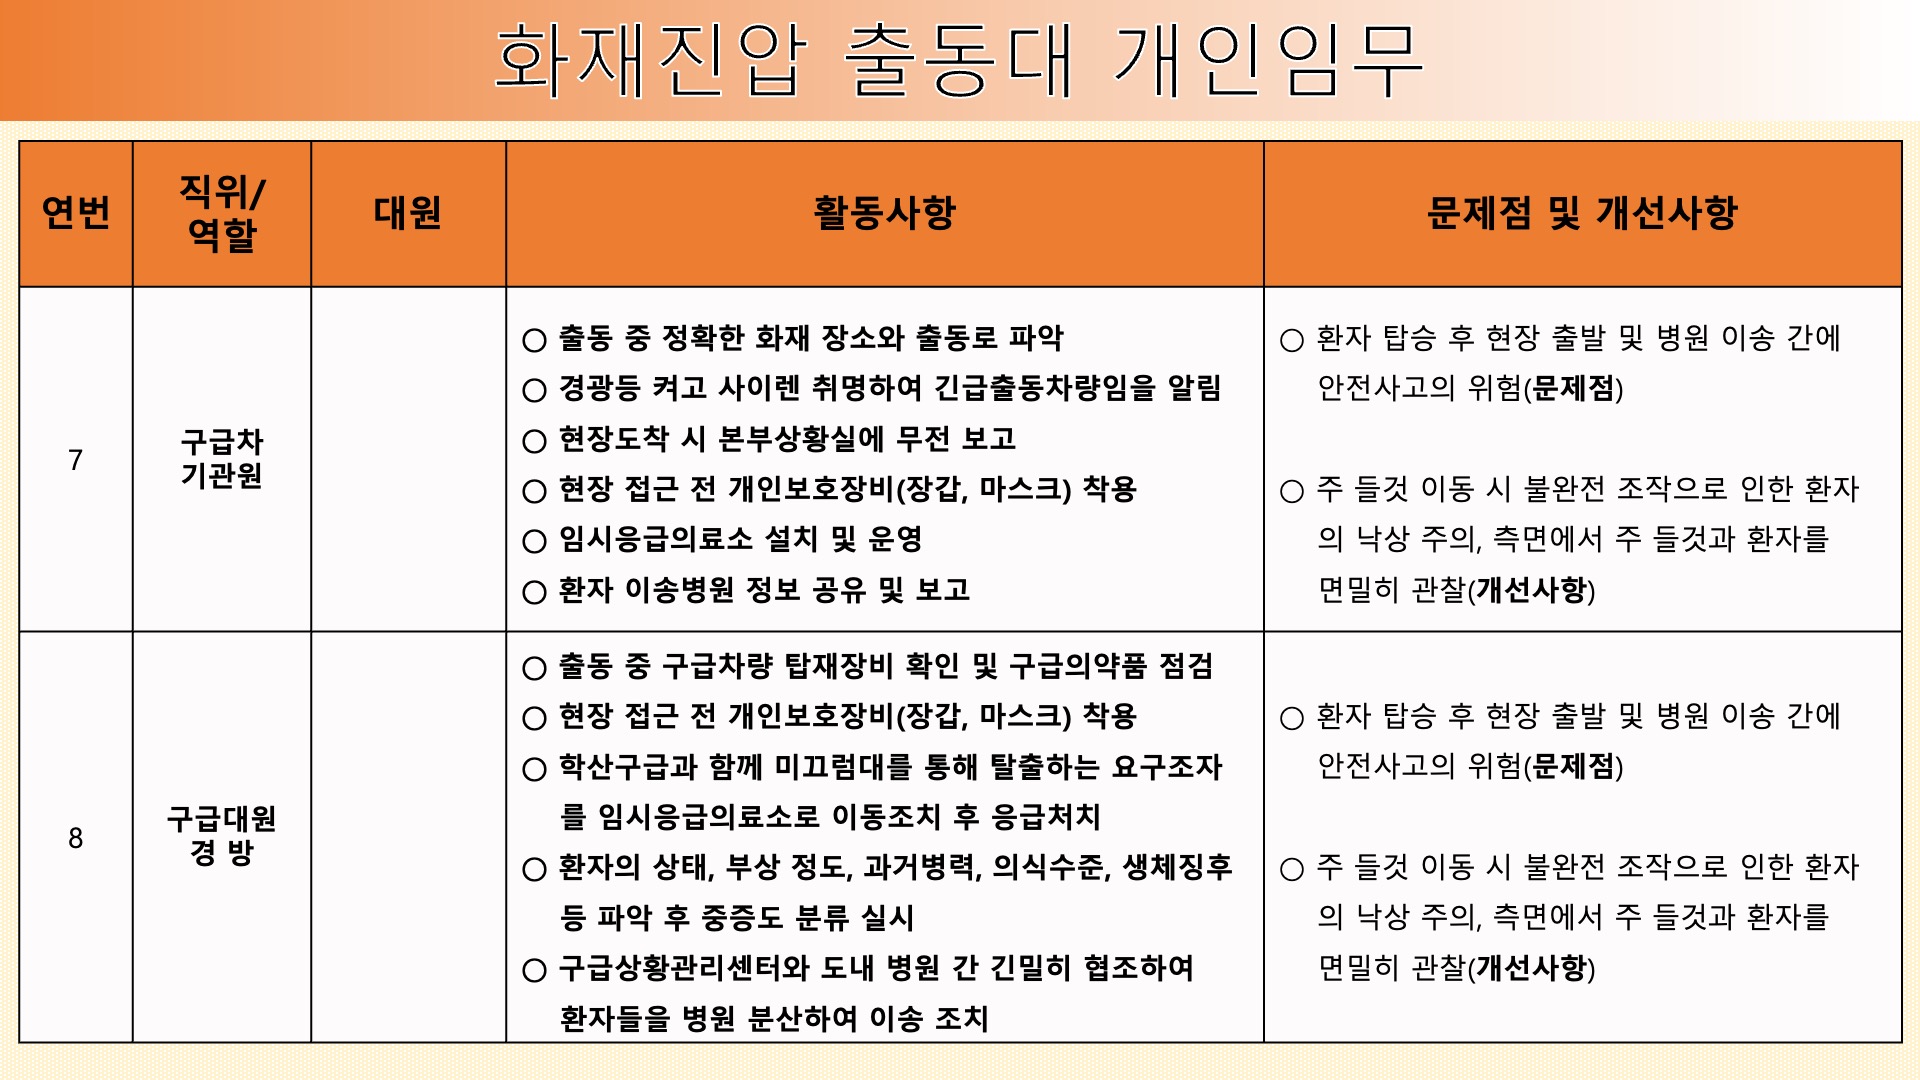 화재진압 출동대 개인임무
연번
직위/
역할
대원
활동사항
문제점 및 개선사항
7
구급차
기관원
○ 출동 중 정확한 화재 장소와 출동로 파악
○ 경광등 켜고 사이렌 취명하여 긴급출동차량임을 알림
○ 현장도착 시 본부상황실에 무전 보고
○ 현장 접근 전 개인보호장비(장갑, 마스크) 착용
○ 임시응급의료소 설치 및 운영
○ 환자 이송병원 정보 공유 및 보고
○ 환자 탑승 후 현장 출발 및 병원 이송 간에
안전사고의 위험(문제점)
○ 주 들것 이동 시 불완전 조작으로 인한 환자
의 낙상 주의, 측면에서 주 들것과 환자를
면밀히 관찰(개선사항)
8
구급대원
경 방
○ 출동 중 구급차량 탑재장비 확인 및 구급의약품 점검
○ 현장 접근 전 개인보호장비(장갑, 마스크) 착용
○ 학산구급과 함께 미끄럼대를 통해 탈출하는 요구조자
를 임시응급의료소로 이동조치 후 응급처치
○ 환자의 상태, 부상 정도, 과거병력, 의식수준, 생체징후
등 파악 후 중증도 분류 실시
○ 구급상황관리센터와 도내 병원 간 긴밀히 협조하여
환자들을 병원 분산하여 이송 조치
○ 환자 탑승 후 현장 출발 및 병원 이송 간에
안전사고의 위험(문제점)
○ 주 들것 이동 시 불완전 조작으로 인한 환자
의 낙상 주의, 측면에서 주 들것과 환자를
면밀히 관찰(개선사항)